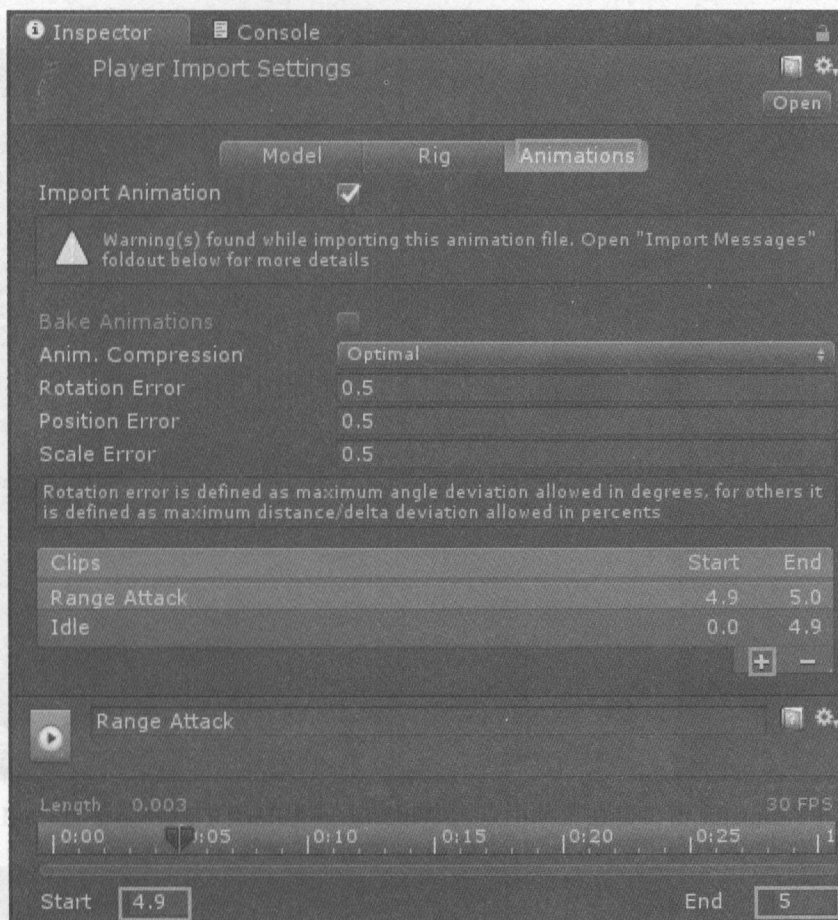 Inspector Console
Player Import Settings
Open
Model Rig Animations
Import Animation
Warning(s) found while importing this animation file. Open "Import Messages"
foldout below for more details
Bake Animations
Anim. Compression Optimal
Rotation Error 0.5
Position Error 0.5
Scale Error 0.5
Rotation error is defined as maximum angle deviation allowed in degrees, for others it
is defined as maximum distance/delta deviation allowed in percents
Clips Start End
Range Attack 4.9 5.0
Idle 0.0 4.9
+ −
Range Attack
Length 0.003 30 FPS
0:00 0:05 0:10 0:15 0:20 0:25 1
Start 4.9 End 5